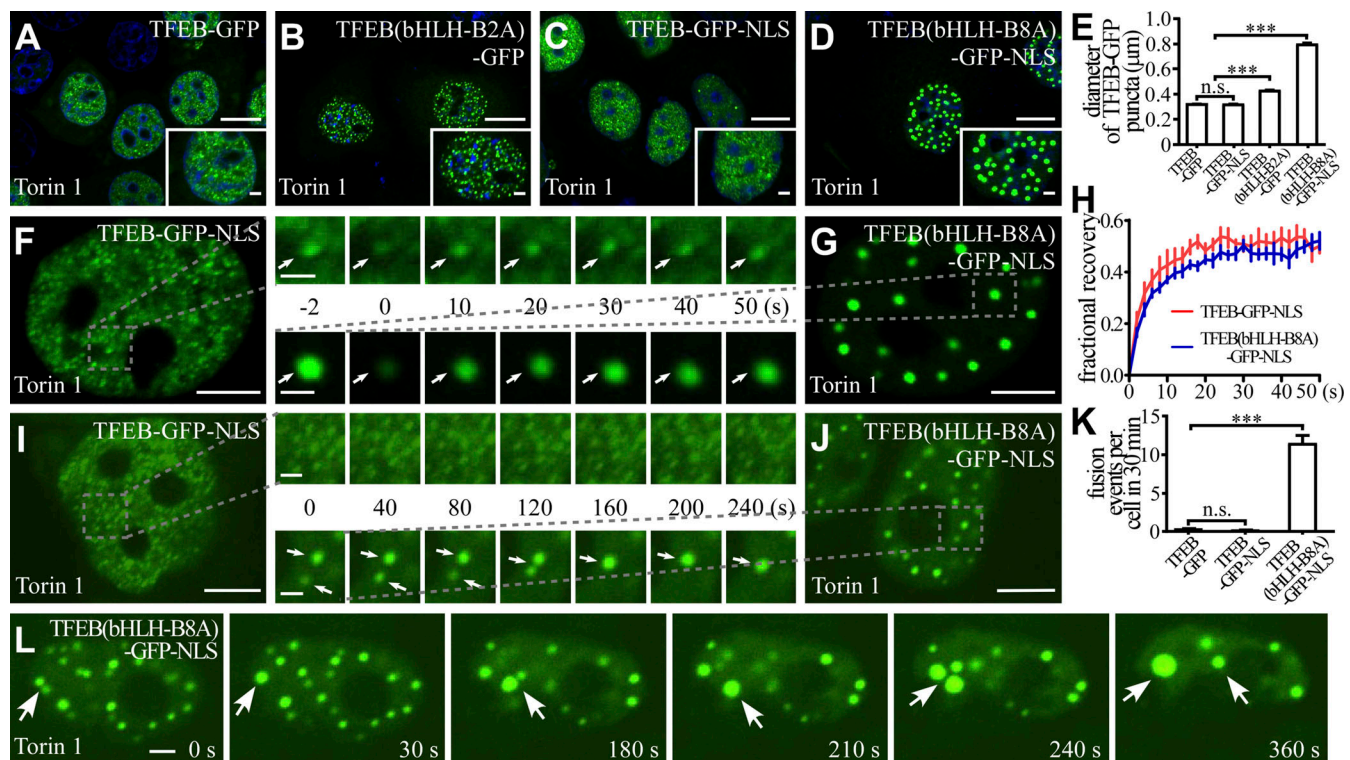 A
TFEB-GFP
Torin 1
B
TFEB(bHLH-B2A)
-GFP
Torin 1
C
TFEB-GFP-NLS
Torin 1
D
TFEB(bHLH-B8A)
-GFP-NLS
Torin 1
E
diameter
of TFEB-GFP
puncta (μm)
1.0
0.8
0.6
0.4
0.2
0
n.s.
***
***
TFEB
-GFP
TFEB
-GFP-NLS
TFEB
(bHLH-B2A)
-GFP
TFEB
(bHLH-B8A)
-GFP-NLS
F
TFEB-GFP-NLS
Torin 1
-2 0 10 20 30 40 50 (s)
G
TFEB(bHLH-B8A)
-GFP-NLS
Torin 1
H
fractional recovery
0.6
0.4
0.2
0.0
TFEB-GFP-NLS
TFEB(bHLH-B8A)
-GFP-NLS
0 10 20 30 40 50 (s)
I
TFEB-GFP-NLS
Torin 1
0 40 80 120 160 200 240 (s)
J
TFEB(bHLH-B8A)
-GFP-NLS
Torin 1
K
fusion
events per
cell in 30 min
15
10
5
0
***
n.s.
TFEB
-GFP
TFEB
-GFP-NLS
TFEB
(bHLH-B8A)
-GFP-NLS
L
TFEB(bHLH-B8A)
-GFP-NLS
Torin 1
0 s
30 s
180 s
210 s
240 s
360 s